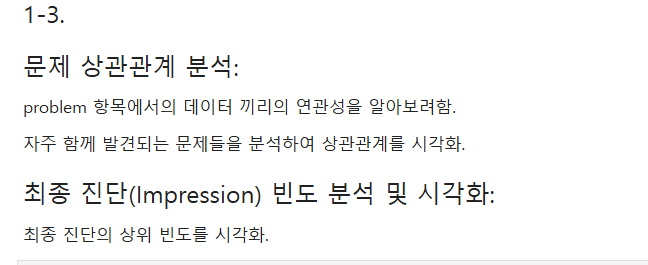 1-3.
문제 상관관계 분석:
problem 항목에서의 데이터 끼리의 연관성을 알아보려함.
자주 함께 발견되는 문제들을 분석하여 상관관계를 시각화.
최종 진단(Impression) 빈도 분석 및 시각화:
최종 진단의 상위 빈도를 시각화.